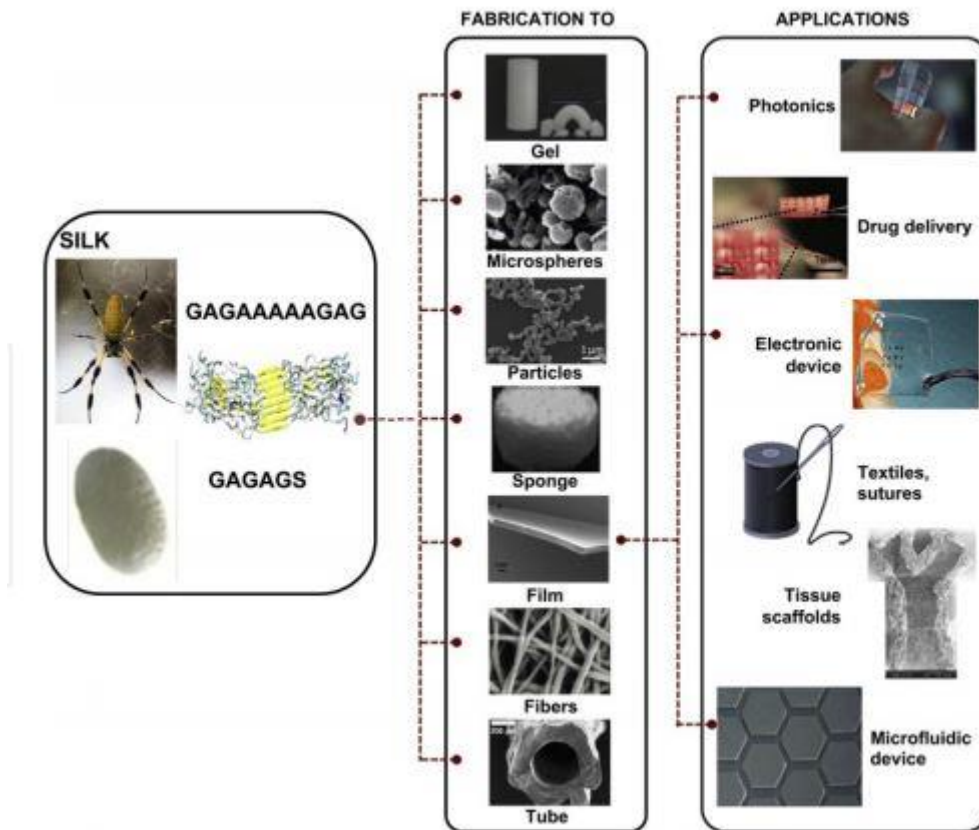 FABRICATION TO
APPLICATIONS
SILK
GAGAAAAAGAG
GAGAGS
Gel
Microspheres
1μm
Particles
Sponge
Film
Fibers
Tube
Photonics
Drug delivery
Electronic
device
Textiles,
sutures
Tissue
scaffolds
Microfluidic
device